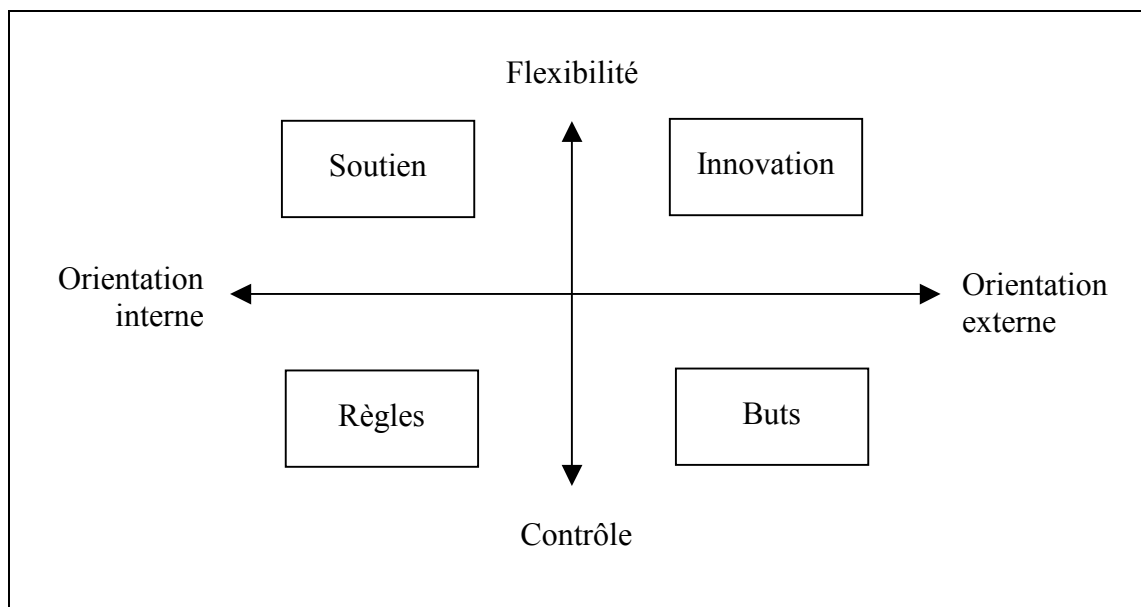 Flexibilité
Soutien
Innovation
Orientation
interne
Orientation
externe
Règles
Buts
Contrôle